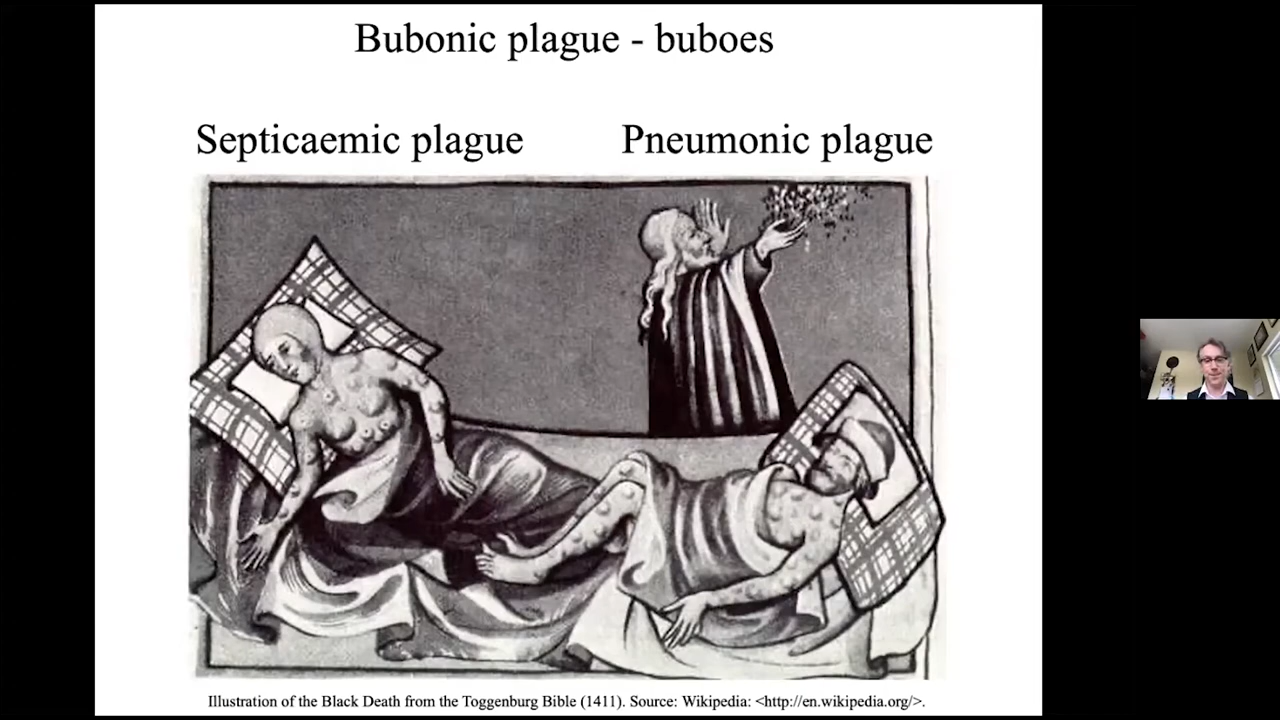 Bubonic plague - buboes
Septicaemic plague
Pneumonic plague
Illustration of the Black Death from the Toggenburg Bible (1411). Source: Wikipedia: <http://en.wikipedia.org/>.